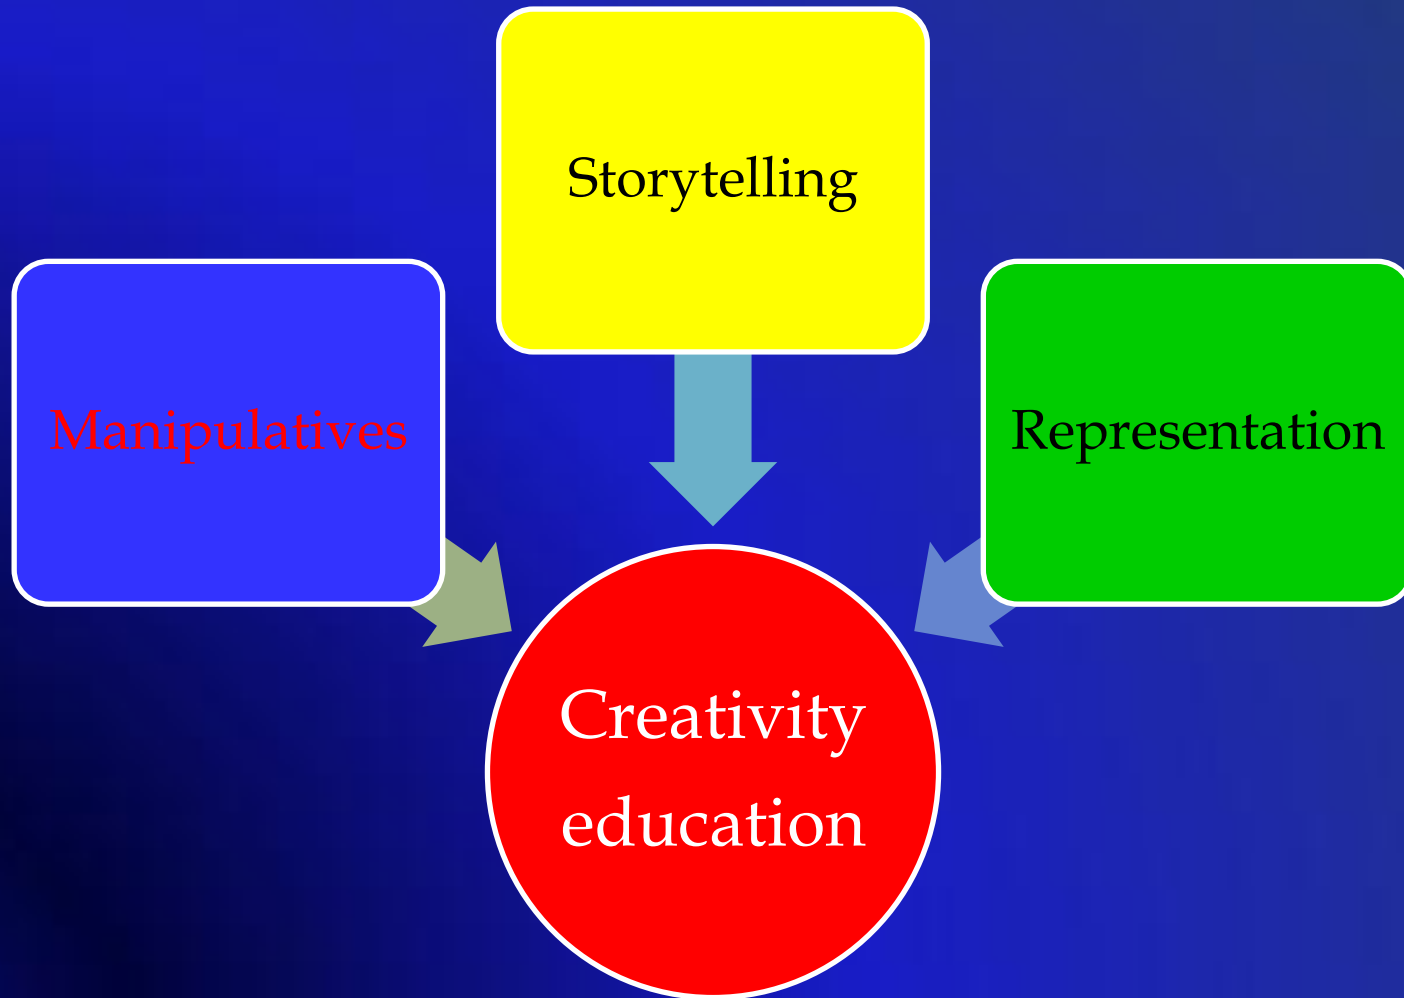 Storytelling
Manipulatives
Representation
Creativity
education